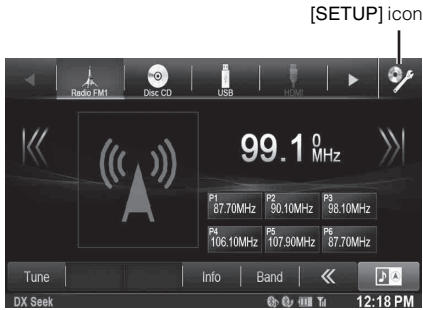 [SETUP] icon
Radio FM1 Disc CD USB HDMI
99.1 0 MHz
P1 87.70MHz P2 90.10MHz P3 98.10MHz
P4 106.10MHz P5 107.90MHz P6 87.70MHz
Tune Info Band
DX Seek 12:18 PM